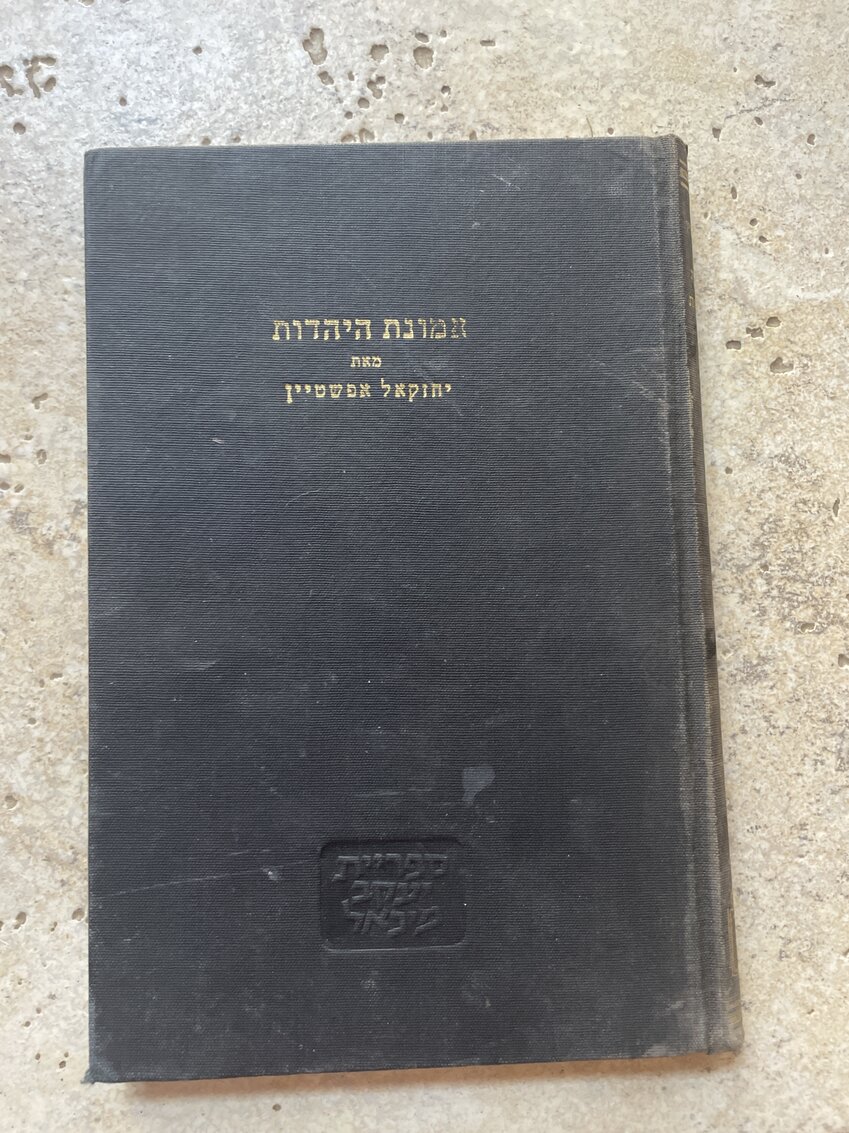 אמונת היהדות
מאת
יחזקאל אפשטיין
ספריית
יעקב
מיכאל